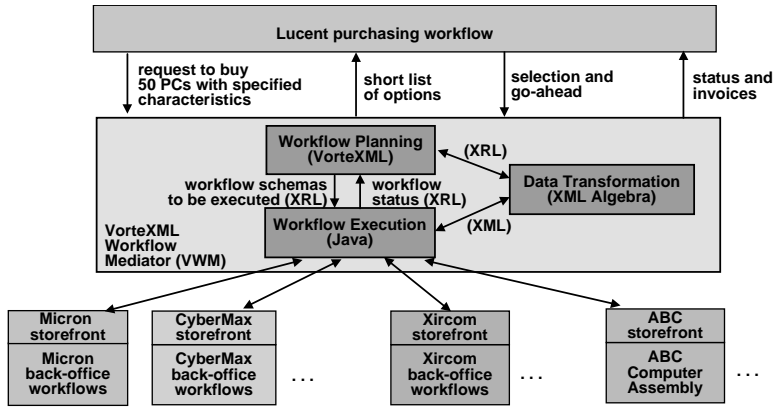 Lucent purchasing workflow
request to buy
50 PCs with specified
characteristics
short list
of options
selection and
go-ahead
status and
invoices
Workflow Planning
(VorteXML)
(XRL)
Data Transformation
(XML Algebra)
workflow schemas
to be executed (XRL)
workflow
status (XRL)
(XML)
Workflow Execution
(Java)
VorteXML
Workflow
Mediator (VWM)
Micron
storefront
Micron
back-office
workflows
CyberMax
storefront
CyberMax
back-office
workflows
. . .
Xircom
storefront
Xircom
back-office
workflows
. . .
ABC
storefront
ABC
Computer
Assembly
. . .